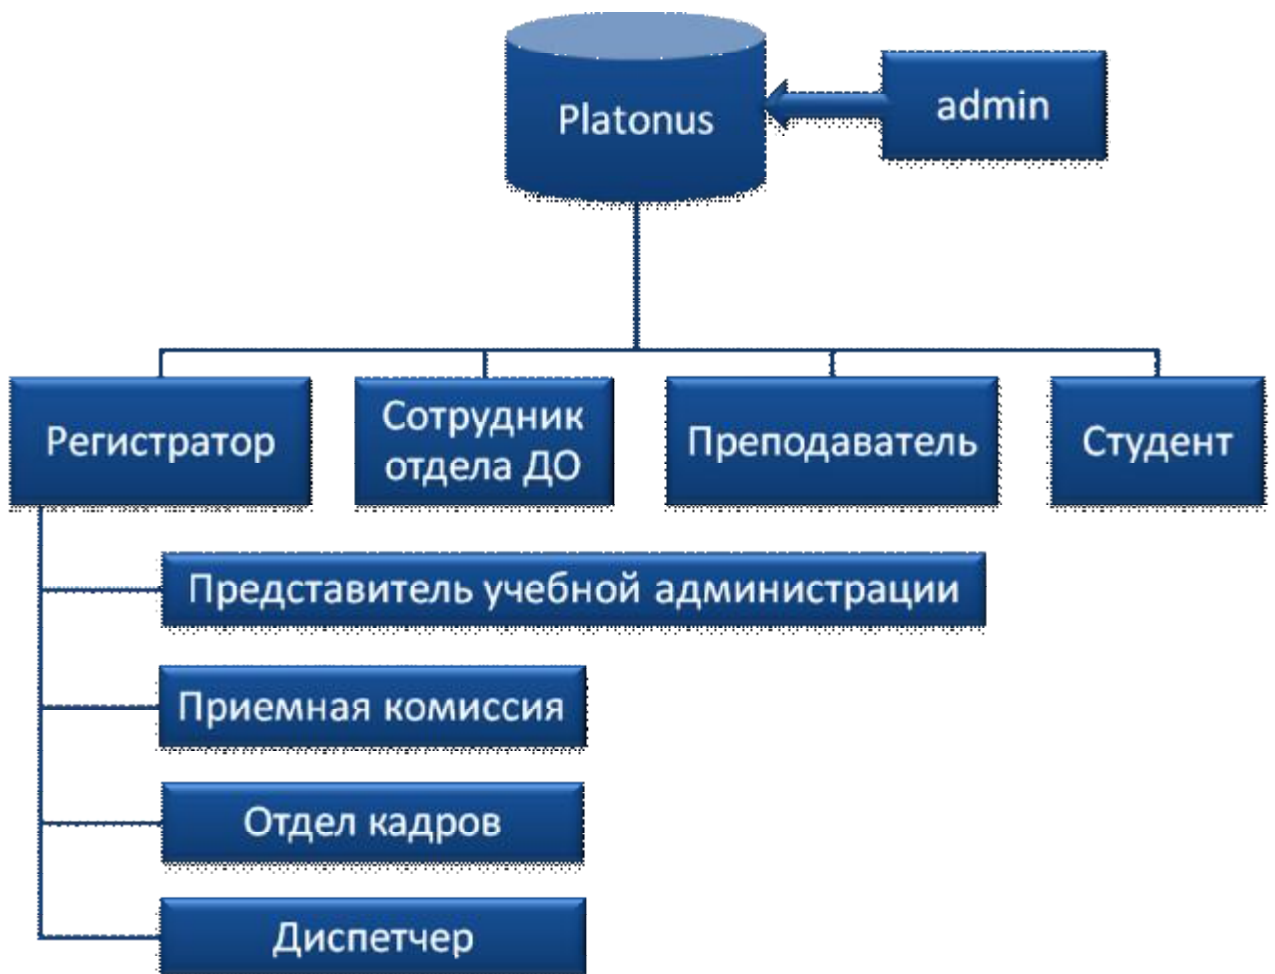 Platonus
admin
Регистратор
Сотрудник
отдела ДО
Преподаватель
Студент
Представитель учебной администрации
Приемная комиссия
Отдел кадров
Диспетчер